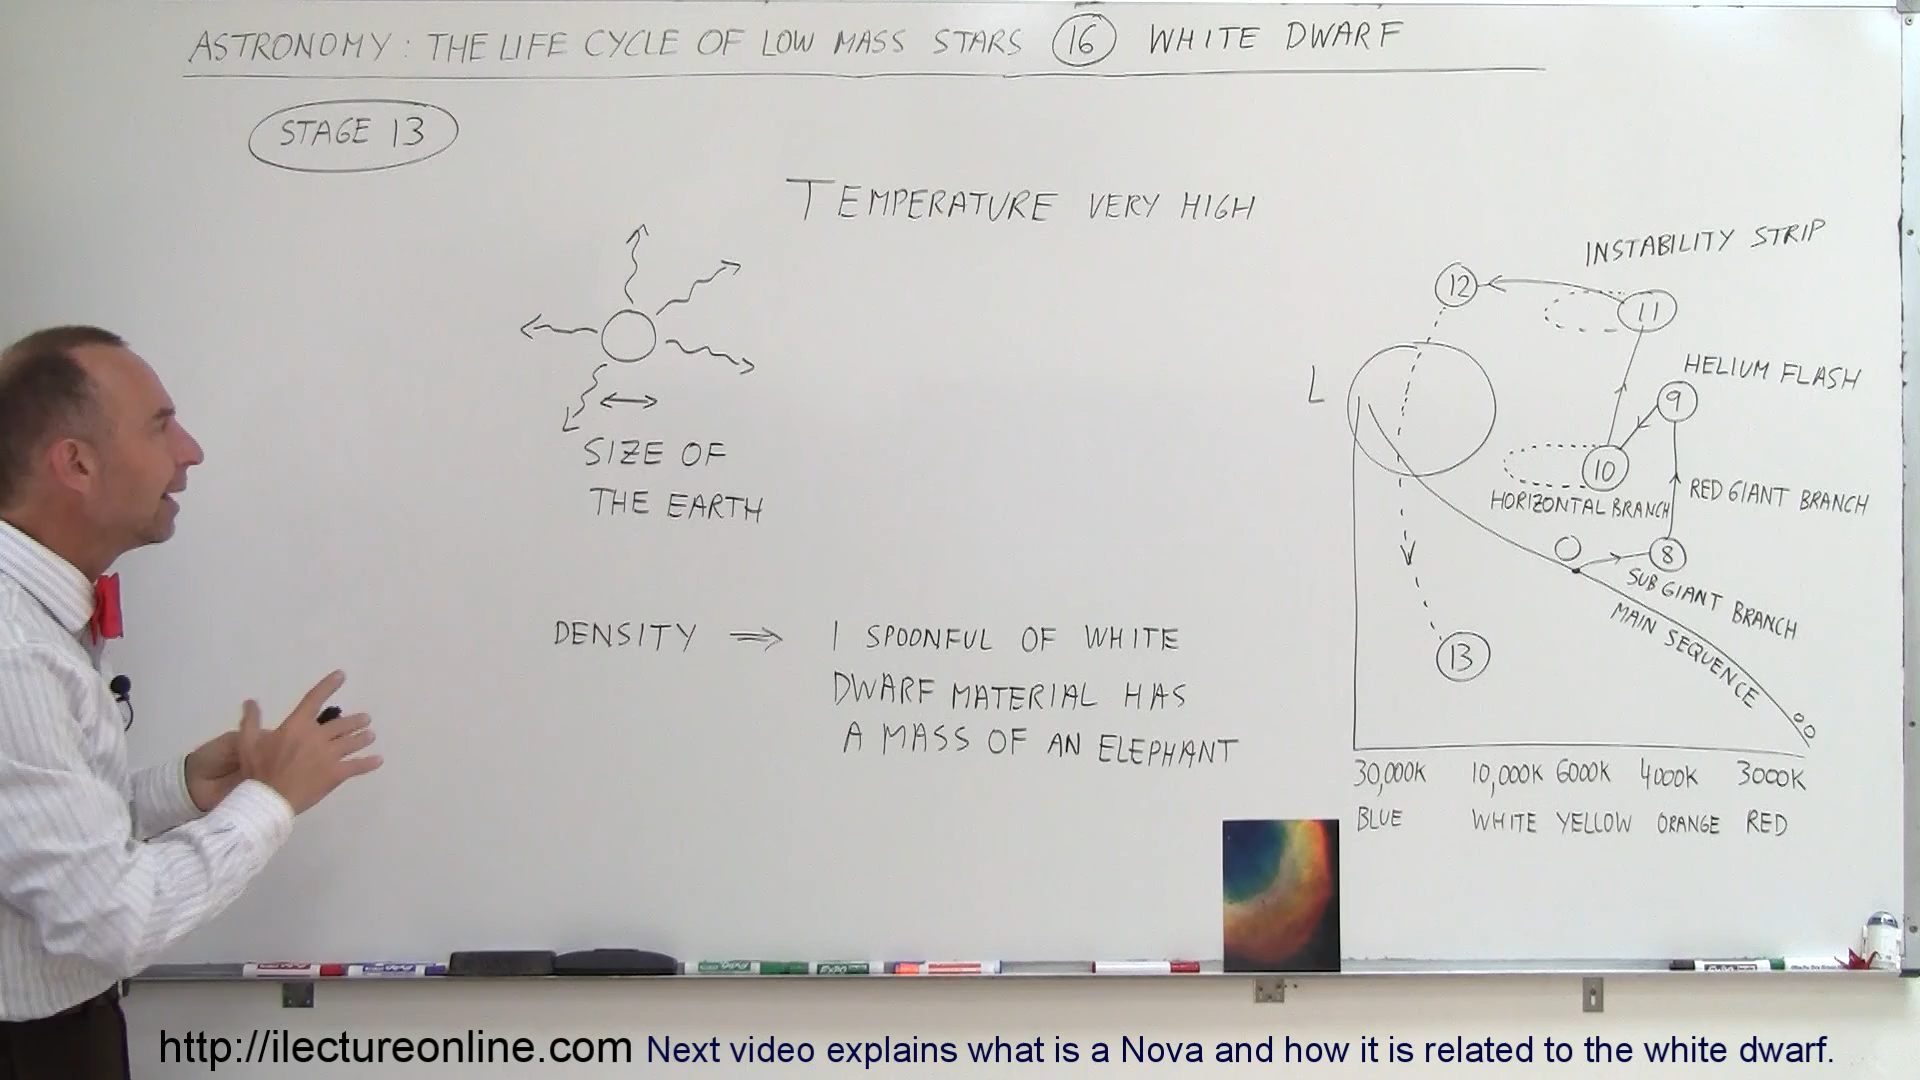 ASTRONOMY: THE LIFE CYCLE OF LOW MASS STARS 16 WHITE DWARF
STAGE 13
TEMPERATURE VERY HIGH
SIZE OF
THE EARTH
DENSITY ⇒ 1 SPOONFUL OF WHITE
DWARF MATERIAL HAS
A MASS OF AN ELEPHANT
INSTABILITY STRIP
12
11
L
HELIUM FLASH
9
10
HORIZONTAL BRANCH
RED GIANT BRANCH
8
SUB GIANT BRANCH
MAIN SEQUENCE
13
30,000K 10,000K 6000K 4000K 3000K
BLUE WHITE YELLOW ORANGE RED
EXPO
http://ilectureonline.com Next video explains what is a Nova and how it is related to the white dwarf.